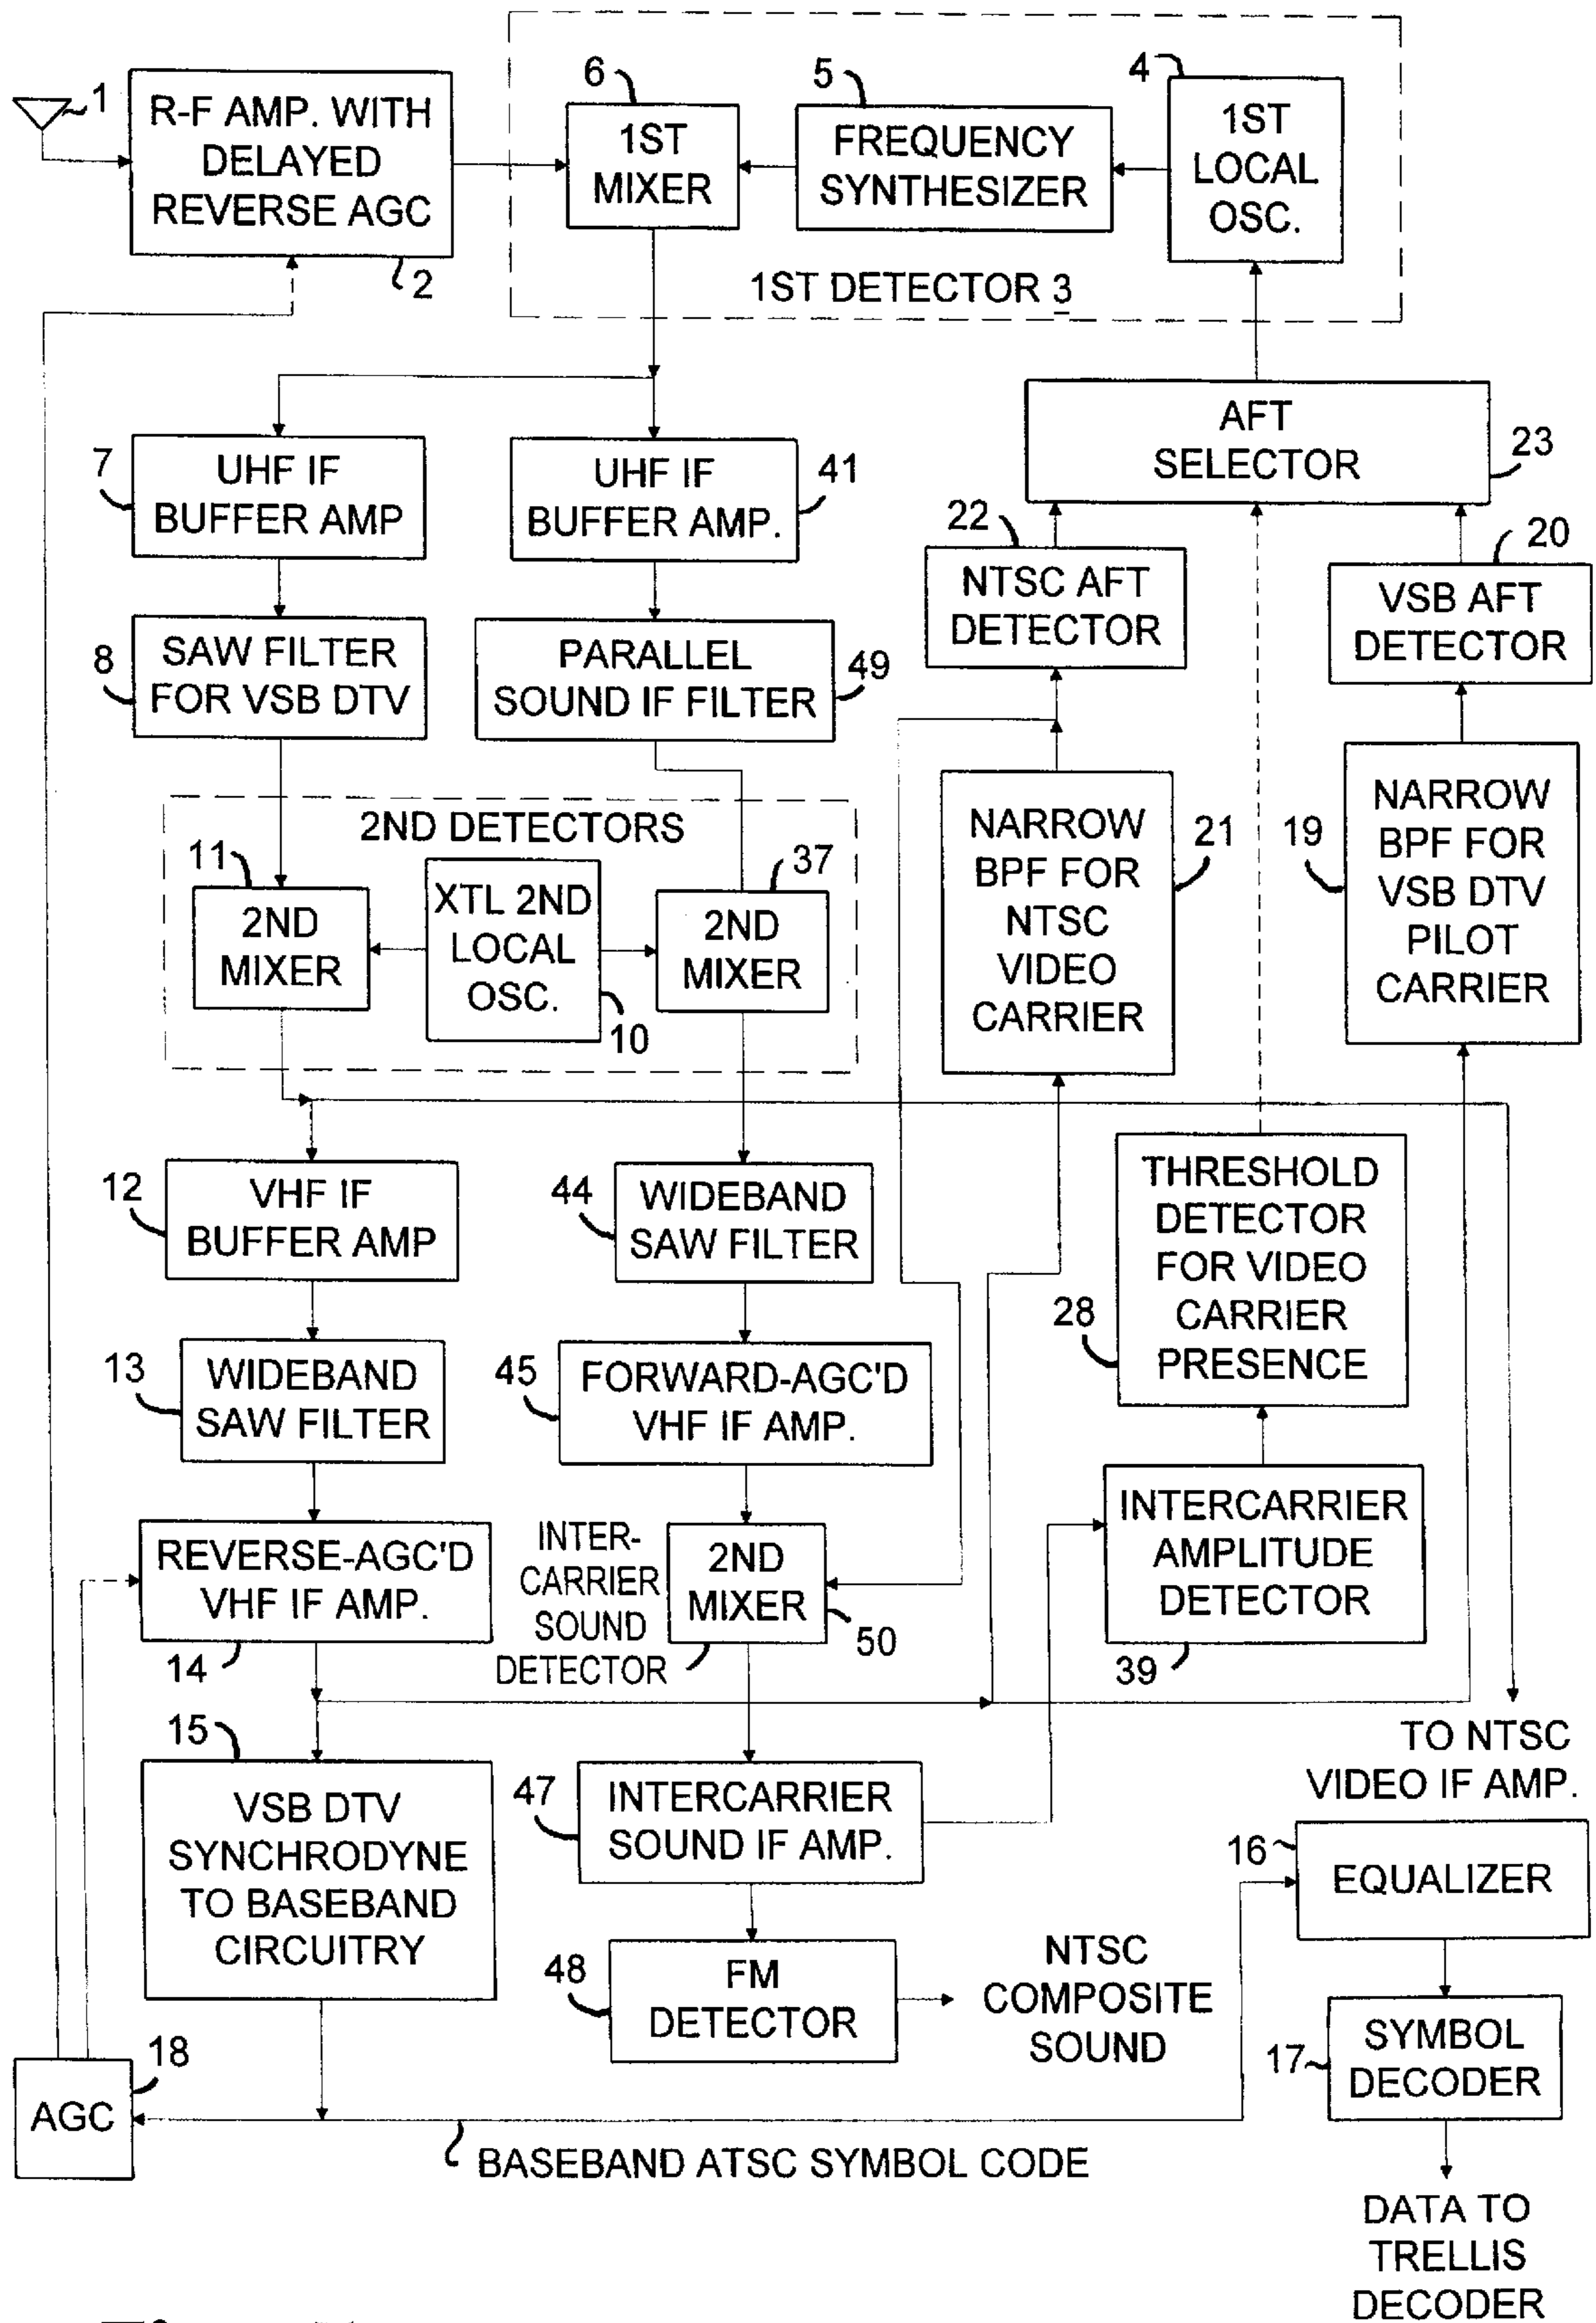 1
R-F AMP. WITH
DELAYED
REVERSE AGC
2
6
1ST
MIXER
5
FREQUENCY
SYNTHESIZER
4
1ST
LOCAL
OSC.
1ST DETECTOR 3
7
UHF IF
BUFFER AMP
UHF IF
BUFFER AMP.
41
AFT
SELECTOR
23
22
NTSC AFT
DETECTOR
20
VSB AFT
DETECTOR
8
SAW FILTER
FOR VSB DTV
PARALLEL
SOUND IF FILTER
49
2ND DETECTORS
11
2ND
MIXER
XTL 2ND
LOCAL
OSC.
10
37
2ND
MIXER
NARROW
BPF FOR
NTSC
VIDEO
CARRIER
21
19
NARROW
BPF FOR
VSB DTV
PILOT
CARRIER
12
VHF IF
BUFFER AMP
44
WIDEBAND
SAW FILTER
THRESHOLD
DETECTOR
FOR VIDEO
CARRIER
PRESENCE
28
13
WIDEBAND
SAW FILTER
45
FORWARD-AGC'D
VHF IF AMP.
REVERSE-AGC'D
VHF IF AMP.
14
INTER-
CARRIER
SOUND
DETECTOR
2ND
MIXER
50
INTERCARRIER
AMPLITUDE
DETECTOR
39
TO NTSC
VIDEO IF AMP.
15
VSB DTV
SYNCHRODYNE
TO BASEBAND
CIRCUITRY
47
INTERCARRIER
SOUND IF AMP.
16
EQUALIZER
48
FM
DETECTOR
NTSC
COMPOSITE
SOUND
17
SYMBOL
DECODER
18
AGC
BASEBAND ATSC SYMBOL CODE
DATA TO
TRELLIS
DECODER